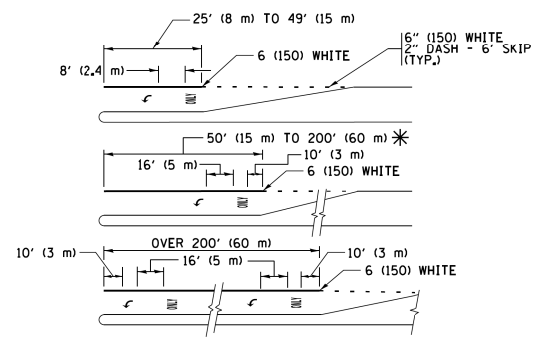 25' (8 m) TO 49' (15 m)
6" (150) WHITE
2" DASH - 6' SKIP
(TYP.)
8' (2.4 m)
6 (150) WHITE
ONLY
50' (15 m) TO 200' (60 m) *
16' (5 m)
10' (3 m)
6 (150) WHITE
ONLY
OVER 200' (60 m)
10' (3 m)
16' (5 m)
10' (3 m)
6 (150) WHITE
ONLY
ONLY